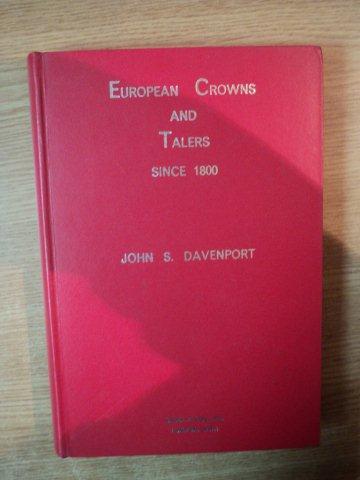 EUROPEAN CROWNS
AND
TALERS
SINCE 1800
JOHN S. DAVENPORT